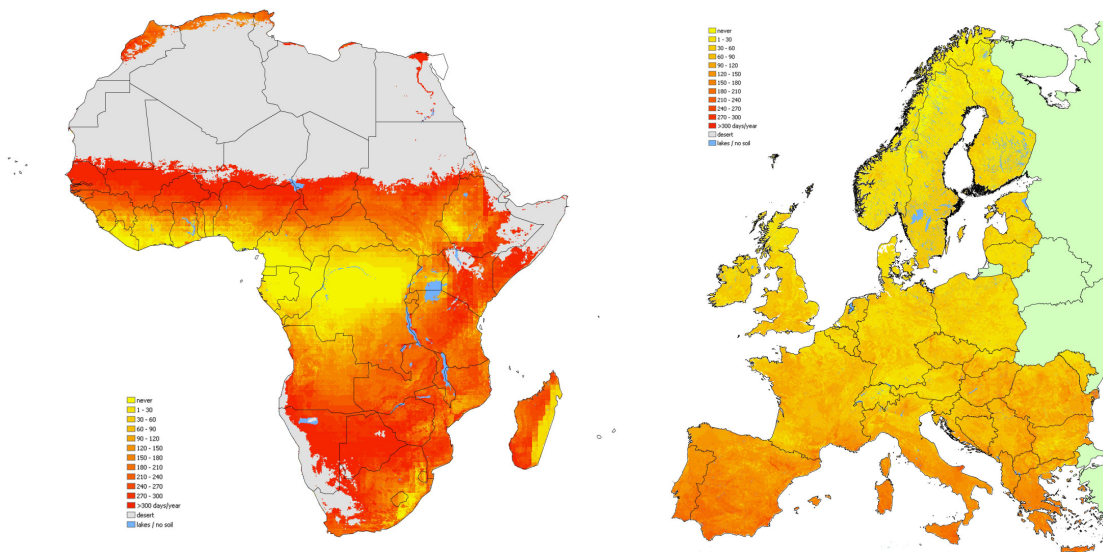 never
1 - 30
30 - 60
60 - 90
90 - 120
120 - 150
150 - 180
180 - 210
210 - 240
240 - 270
270 - 300
>300 days/year
desert
lakes / no soil
never
1 - 30
30 - 60
60 - 90
90 - 120
120 - 150
150 - 180
180 - 210
210 - 240
240 - 270
270 - 300
>300 days/year
desert
lakes / no soil